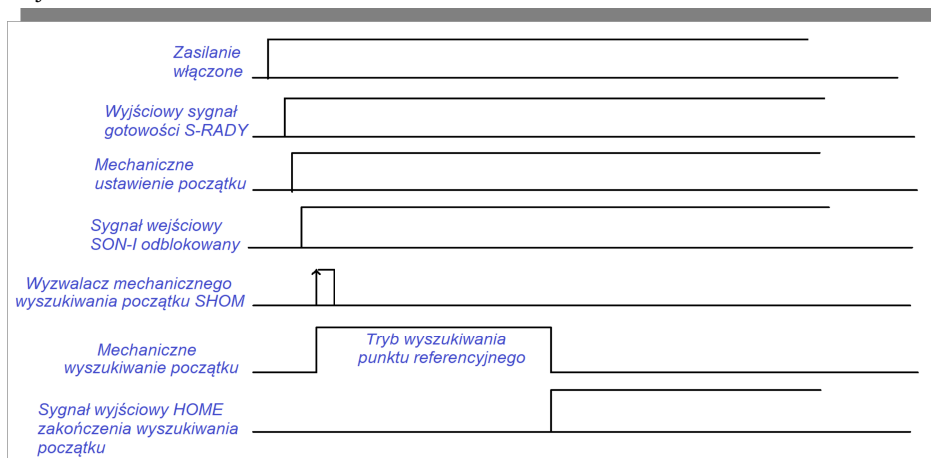 Zasilanie
włączone
Wyjściowy sygnał
gotowości S-RADY
Mechaniczne
ustawienie początku
Sygnał wejściowy
SON-I odblokowany
Wyzwalacz mechanicznego
wyszukiwania początku SHOM
Mechaniczne
wyszukiwanie początku
Tryb wyszukiwania
punktu referencyjnego
Sygnał wyjściowy HOME
zakończenia wyszukiwania
początku